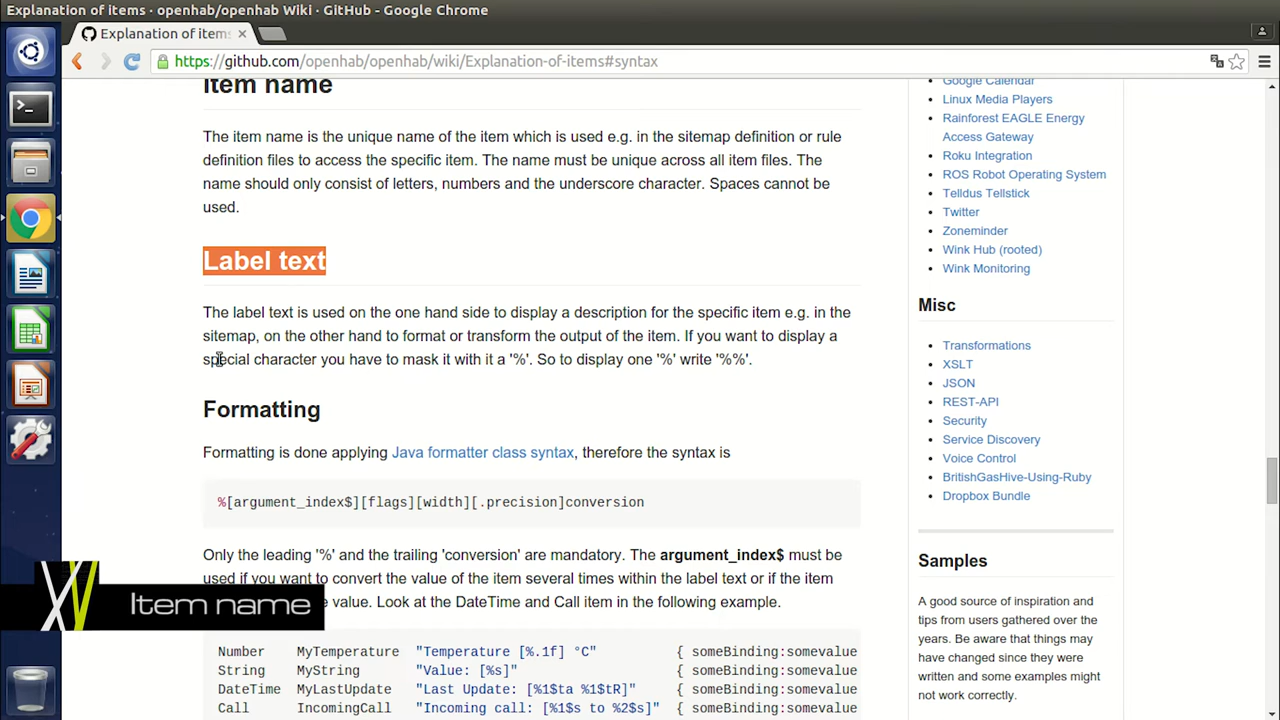 Explanation of items · openhab/openhab Wiki · GitHub - Google Chrome
Explanation of items
https://github.com/openhab/openhab/wiki/Explanation-of-items#syntax
Item name
The item name is the unique name of the item which is used e.g. in the sitemap definition or rule
definition files to access the specific item. The name must be unique across all item files. The
name should only consist of letters, numbers and the underscore character. Spaces cannot be
used.
Label text
The label text is used on the one hand side to display a description for the specific item e.g. in the
sitemap, on the other hand to format or transform the output of the item. If you want to display a
special character you have to mask it with it a '%'. So to display one '%' write '%%'.
Formatting
Formatting is done applying Java formatter class syntax, therefore the syntax is
%[argument_index$][flags][width][.precision]conversion
Only the leading '%' and the trailing 'conversion' are mandatory. The argument_index$ must be
used if you want to convert the value of the item several times within the label text or if the item
value. Look at the DateTime and Call item in the following example.
Number MyTemperature "Temperature [%.1f] °C" { someBinding:somevalue
String MyString "Value: [%s]" { someBinding:somevalue
DateTime MyLastUpdate "Last Update: [%1$ta %1$tR]" { someBinding:somevalue
Call IncomingCall "Incoming call: [%1$s to %2$s]" { someBinding:somevalue
Google Calendar
Linux Media Players
Rainforest EAGLE Energy
Access Gateway
Roku Integration
ROS Robot Operating System
Telldus Tellstick
Twitter
Zoneminder
Wink Hub (rooted)
Wink Monitoring
Misc
Transformations
XSLT
JSON
REST-API
Security
Service Discovery
Voice Control
BritishGasHive-Using-Ruby
Dropbox Bundle
Samples
A good source of inspiration and
tips from users gathered over the
years. Be aware that things may
have changed since they were
written and some examples might
not work correctly.
XV Item name